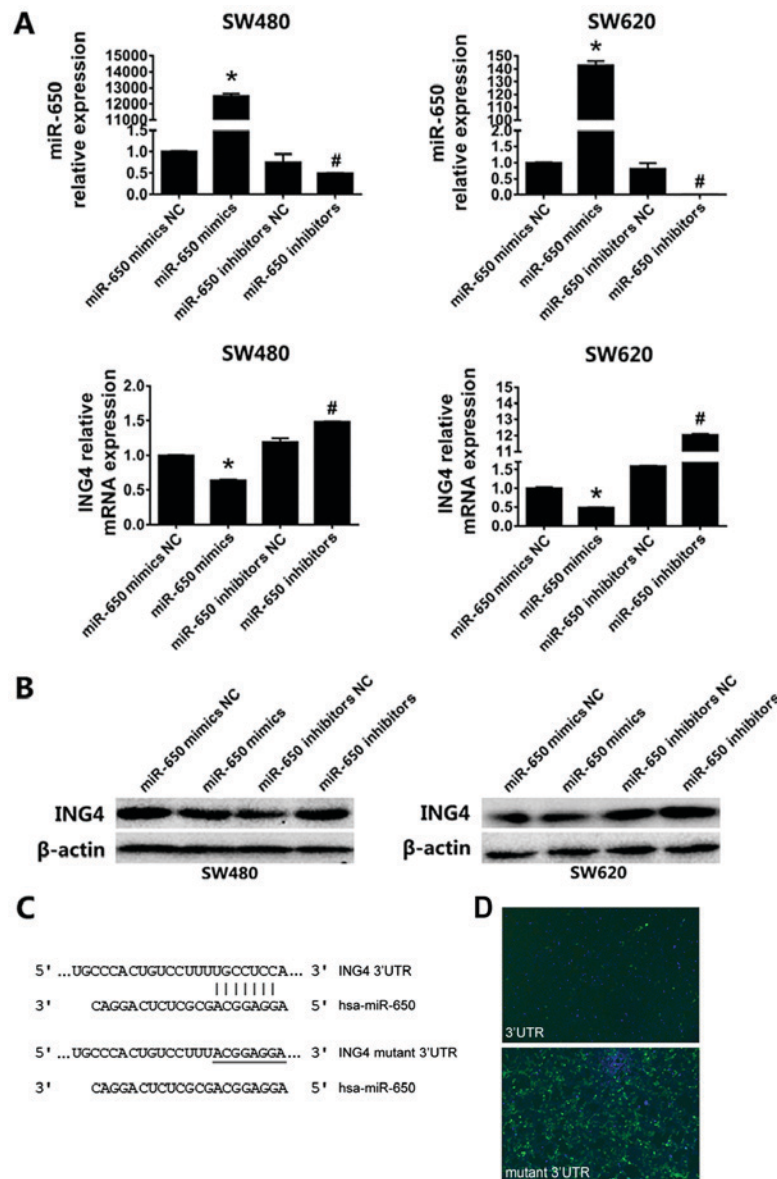 A
SW480
miR-650
relative expression
15000
14000
13000
12000
11000
1.5
1.0
0.5
0.0
*
#
miR-650 mimics NC
miR-650 mimics
miR-650 inhibitors NC
miR-650 inhibitors
SW620
miR-650
relative expression
150
140
130
120
110
100
2.0
1.5
1.0
0.5
0.0
*
#
miR-650 mimics NC
miR-650 mimics
miR-650 inhibitors NC
miR-650 inhibitors
SW480
ING4 relative
mRNA expression
2.0
1.5
1.0
0.5
0.0
*
#
miR-650 mimics NC
miR-650 mimics
miR-650 inhibitors NC
miR-650 inhibitors
SW620
ING4 relative
mRNA expression
15
14
13
12
11
1.5
1.0
0.5
0.0
*
#
miR-650 mimics NC
miR-650 mimics
miR-650 inhibitors NC
miR-650 inhibitors
B
miR-650 mimics NC
miR-650 mimics
miR-650 inhibitors NC
miR-650 inhibitors
ING4
β-actin
SW480
miR-650 mimics NC
miR-650 mimics
miR-650 inhibitors NC
miR-650 inhibitors
ING4
β-actin
SW620
C
5' ...UGCCCACUGUCCUUUUGCCUCCA... 3' ING4 3'UTR
3' CAGGACUCUCGCGACGGAGGA 5' hsa-miR-650
5' ...UGCCCACUGUCCUUUACGGAGGA... 3' ING4 mutant 3'UTR
3' CAGGACUCUCGCGACGGAGGA 5' hsa-miR-650
D
3'UTR
mutant 3'UTR